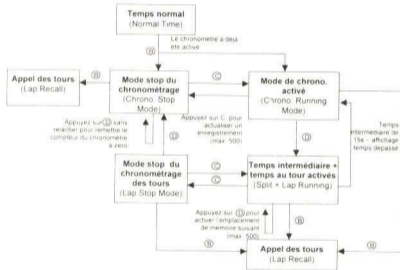 Temps normal
(Normal Time)
Le chronomètre a déjà
été activé
B
B
Appel des tours
(Lap Recall)
B
Mode stop du
chronométrage
(Chrono. Stop
Mode)
C
C
Mode de chrono.
activé
(Chrono. Running
Mode)
Appuyez sur D sans
relâcher pour remettre le
compteur du chronomètre
à zéro
Appuyez sur C pour
actualiser un
enregistrement
(max. 500)
D
D
Temps
intermédiaire de
15s - affichage
temps dépassé
Mode stop du
chronométrage
des tours
(Lap Stop Mode)
C
C
Temps intermédiaire +
temps au tour activés
(Split + Lap Running)
Appuyez sur D pour
activer l'emplacement
de mémoire suivant
(max. 500)
B
B
B
Appel des tours
(Lap Recall)